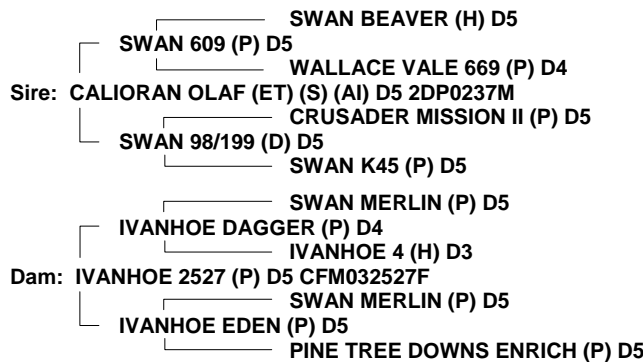 SWAN BEAVER (H) D5
SWAN 609 (P) D5
WALLACE VALE 669 (P) D4
Sire: CALIORAN OLAF (ET) (S) (AI) D5 2DP0237M
CRUSADER MISSION II (P) D5
SWAN 98/199 (D) D5
SWAN K45 (P) D5
SWAN MERLIN (P) D5
IVANHOE DAGGER (P) D4
IVANHOE 4 (H) D3
Dam: IVANHOE 2527 (P) D5 CFM032527F
SWAN MERLIN (P) D5
IVANHOE EDEN (P) D5
PINE TREE DOWNS ENRICH (P) D5